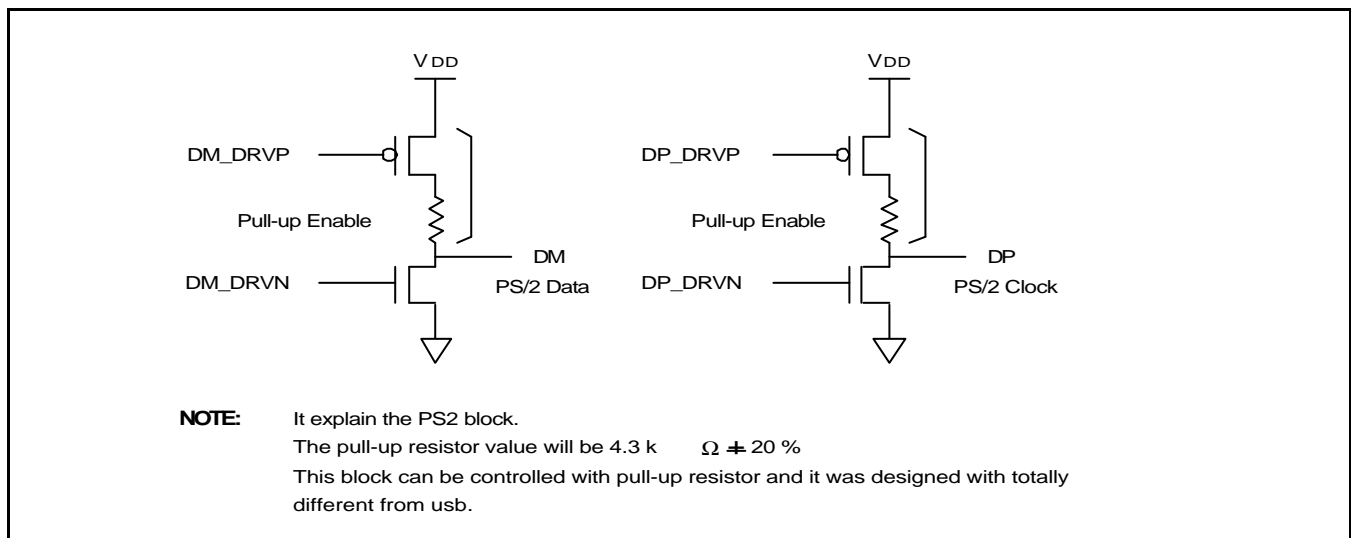 VDD VDD
DM_DRVP DP_DRVP
Pull-up Enable Pull-up Enable
DM DP
DM_DRVN PS/2 Data DP_DRVN PS/2 Clock
NOTE: It explain the PS2 block.
The pull-up resistor value will be 4.3 k Ω ± 20 %
This block can be controlled with pull-up resistor and it was designed with totally
different from usb.